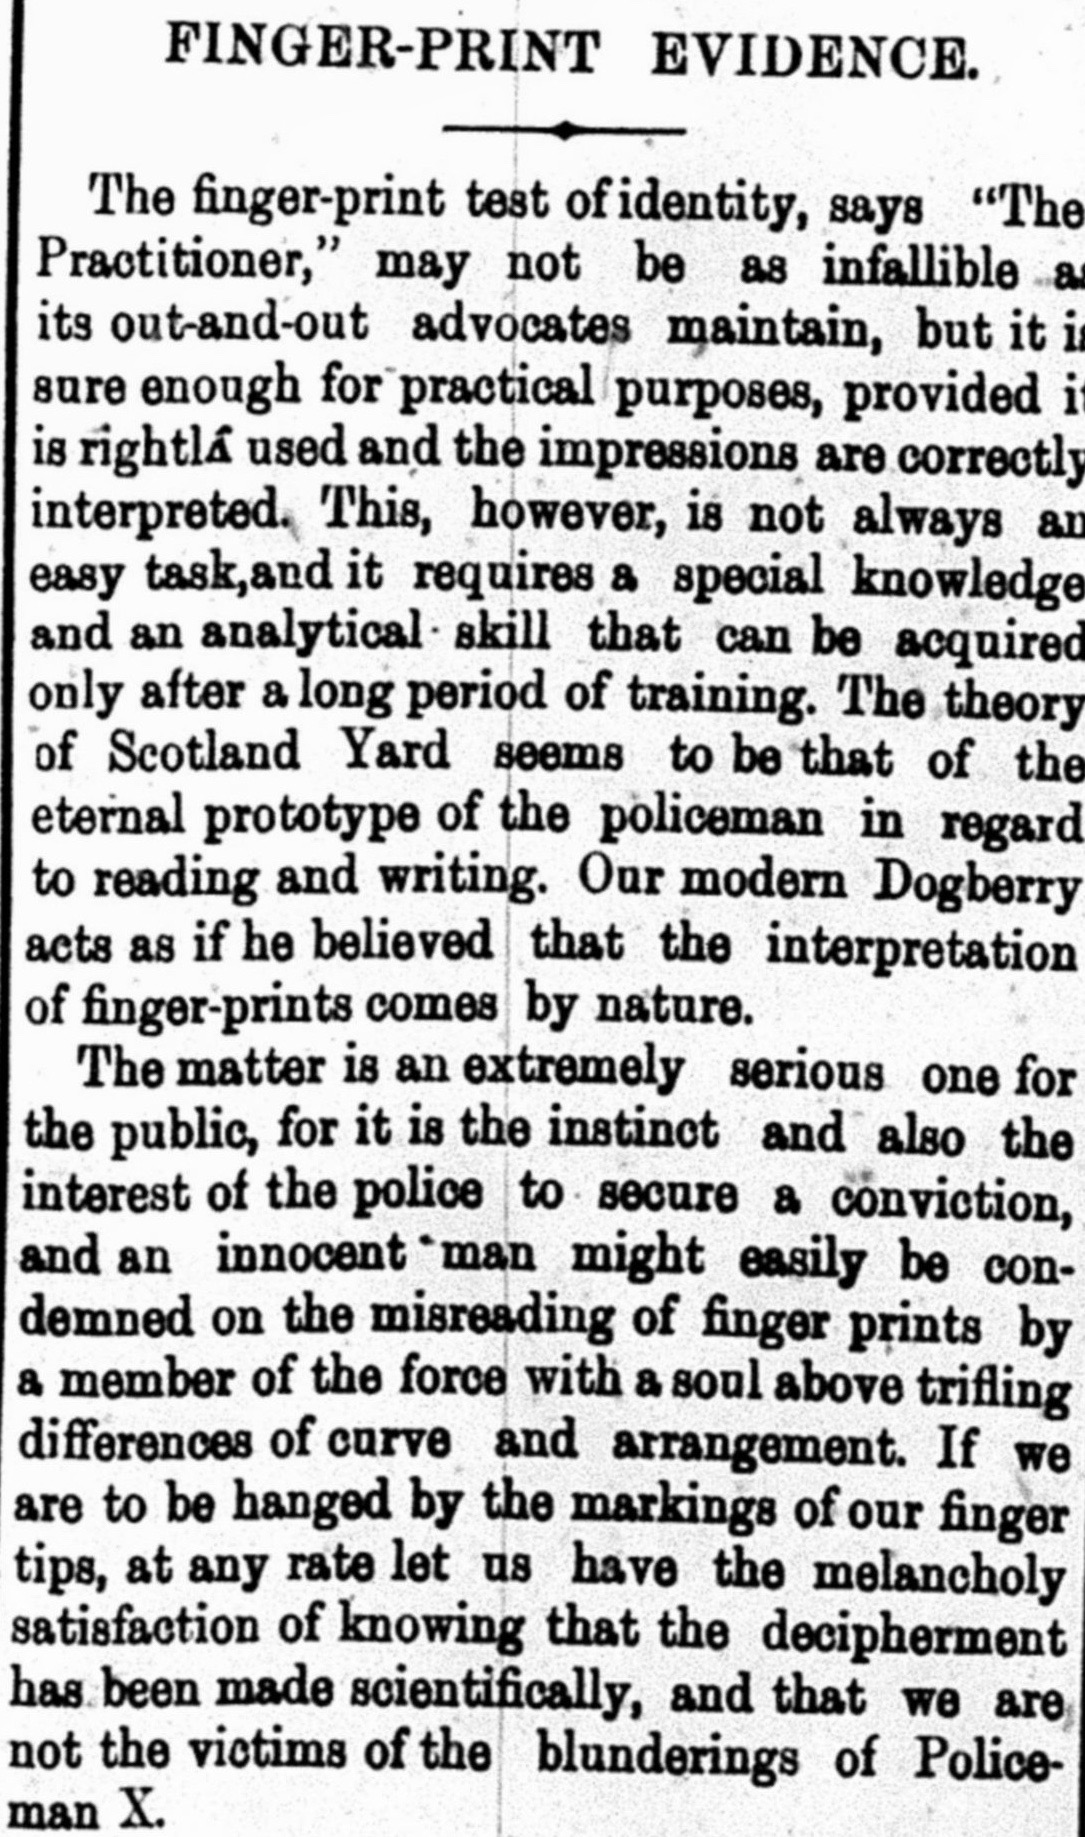 FINGER-PRINT EVIDENCE.
The finger-print test of identity, says "The
Practitioner," may not be as infallible as
its out-and-out advocates maintain, but it is
sure enough for practical purposes, provided it
is rightlá used and the impressions are correctly
interpreted. This, however, is not always an
easy task,and it requires a special knowledge
and an analytical skill that can be acquired
only after a long period of training. The theory
of Scotland Yard seems to be that of the
eternal prototype of the policeman in regard
to reading and writing. Our modern Dogberry
acts as if he believed that the interpretation
of finger-prints comes by nature.
The matter is an extremely serious one for
the public, for it is the instinct and also the
interest of the police to secure a conviction,
and an innocent man might easily be con-
demned on the misreading of finger prints by
a member of the force with a soul above trifling
differences of curve and arrangement. If we
are to be hanged by the markings of our finger
tips, at any rate let us have the melancholy
satisfaction of knowing that the decipherment
has been made scientifically, and that we are
not the victims of the blunderings of Police-
man X.